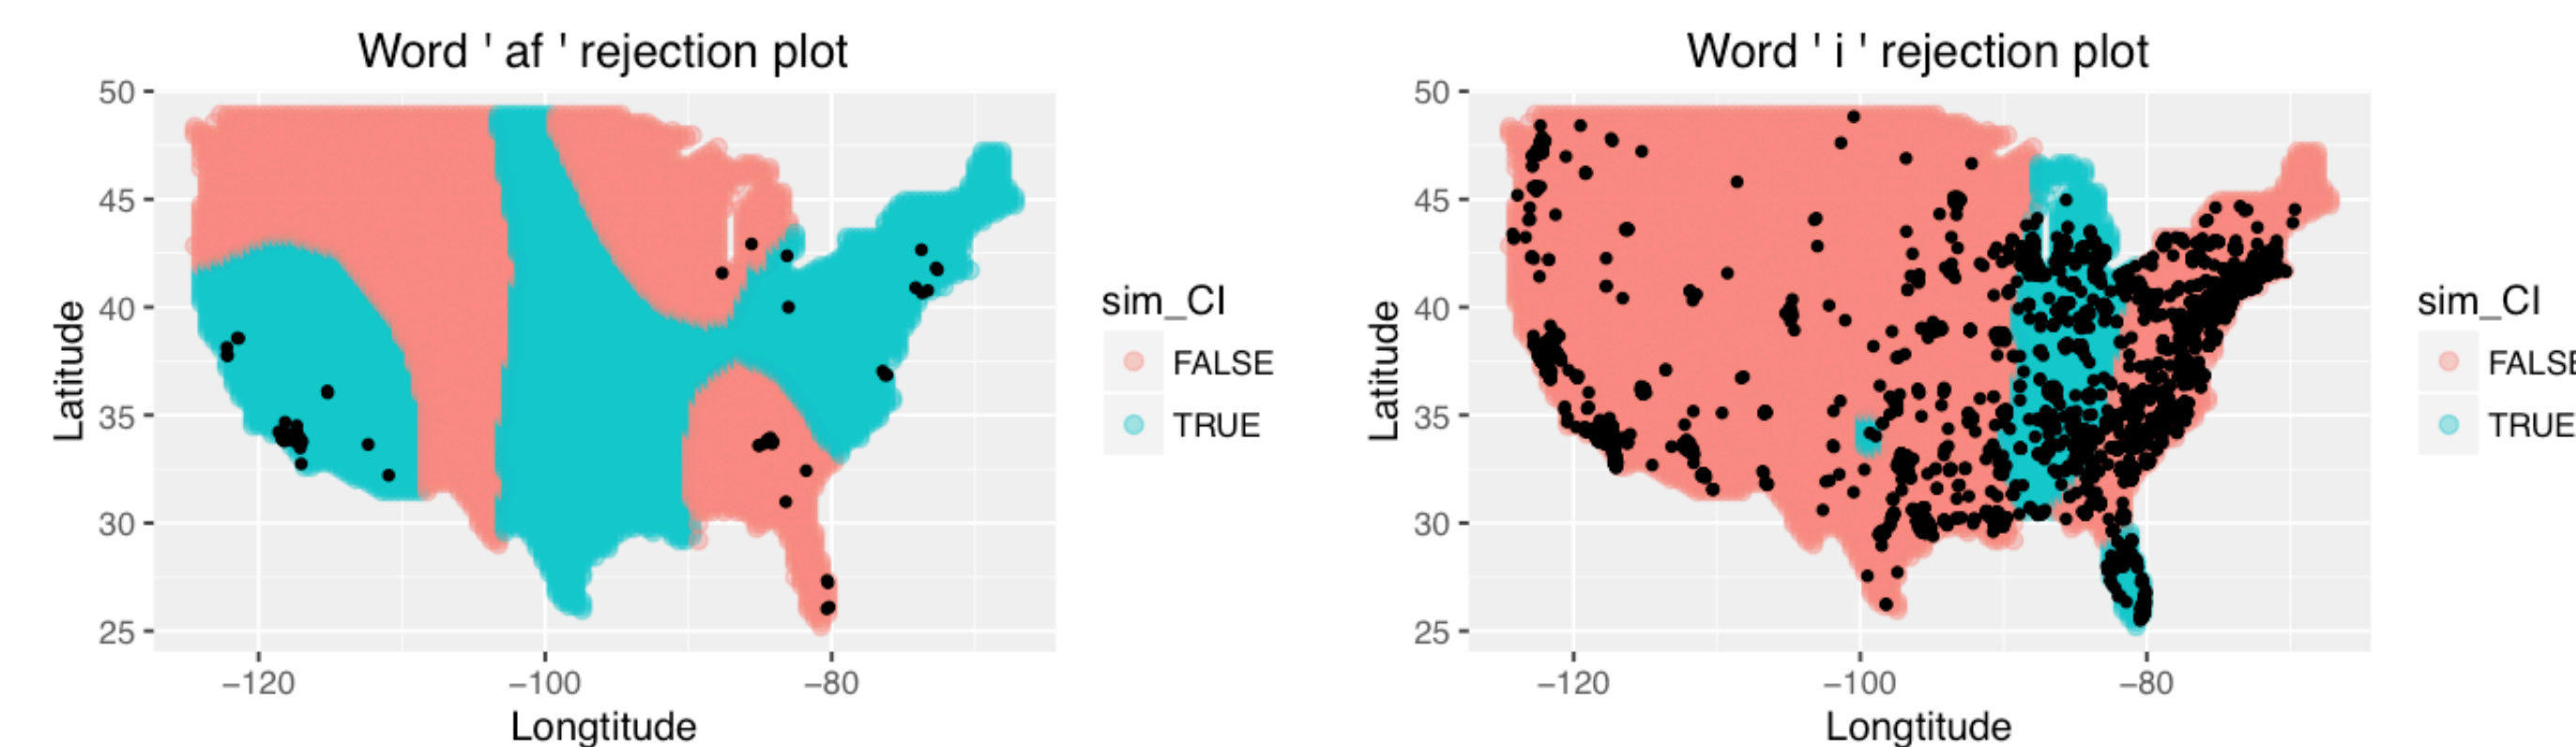 Word ' af ' rejection plot
50
45
40
35
30
25
Latitude
−120
−100
−80
Longtitude
sim_CI
FALSE
TRUE
Word ' i ' rejection plot
50
45
40
35
30
25
Latitude
−120
−100
−80
Longtitude
sim_CI
FALSE
TRUE